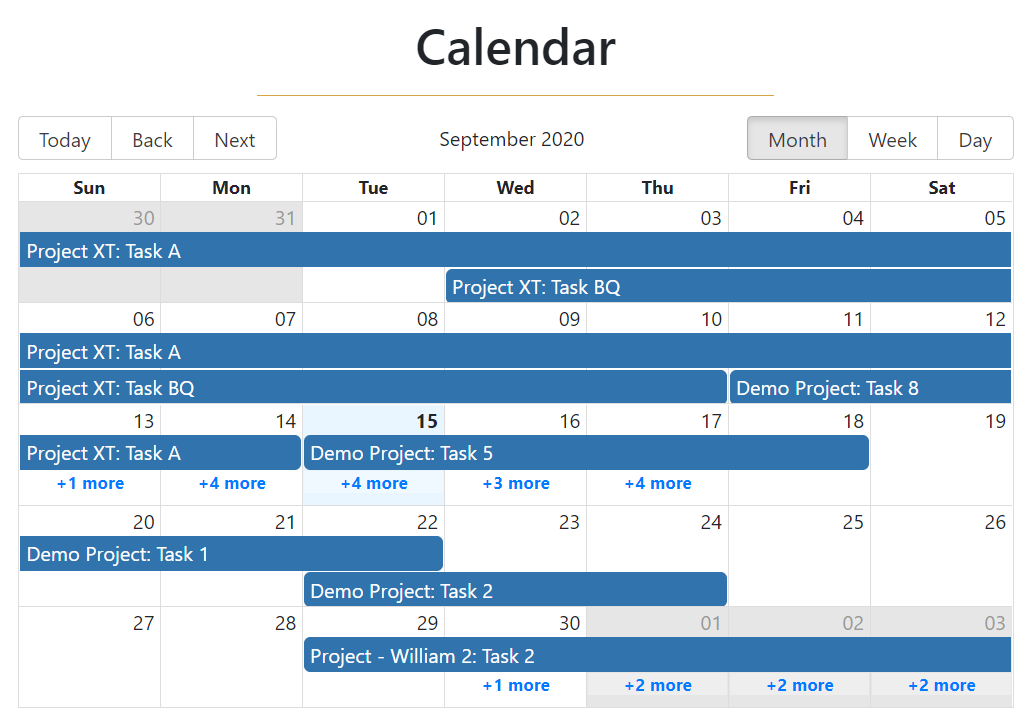 Calendar
Today Back Next September 2020 Month Week Day
Sun Mon Tue Wed Thu Fri Sat
30 31 01 02 03 04 05
Project XT: Task A
Project XT: Task BQ
06 07 08 09 10 11 12
Project XT: Task A
Project XT: Task BQ Demo Project: Task 8
13 14 15 16 17 18 19
Project XT: Task A Demo Project: Task 5
+1 more +4 more +4 more +3 more +4 more
20 21 22 23 24 25 26
Demo Project: Task 1
Demo Project: Task 2
27 28 29 30 01 02 03
Project - William 2: Task 2
+1 more +2 more +2 more +2 more